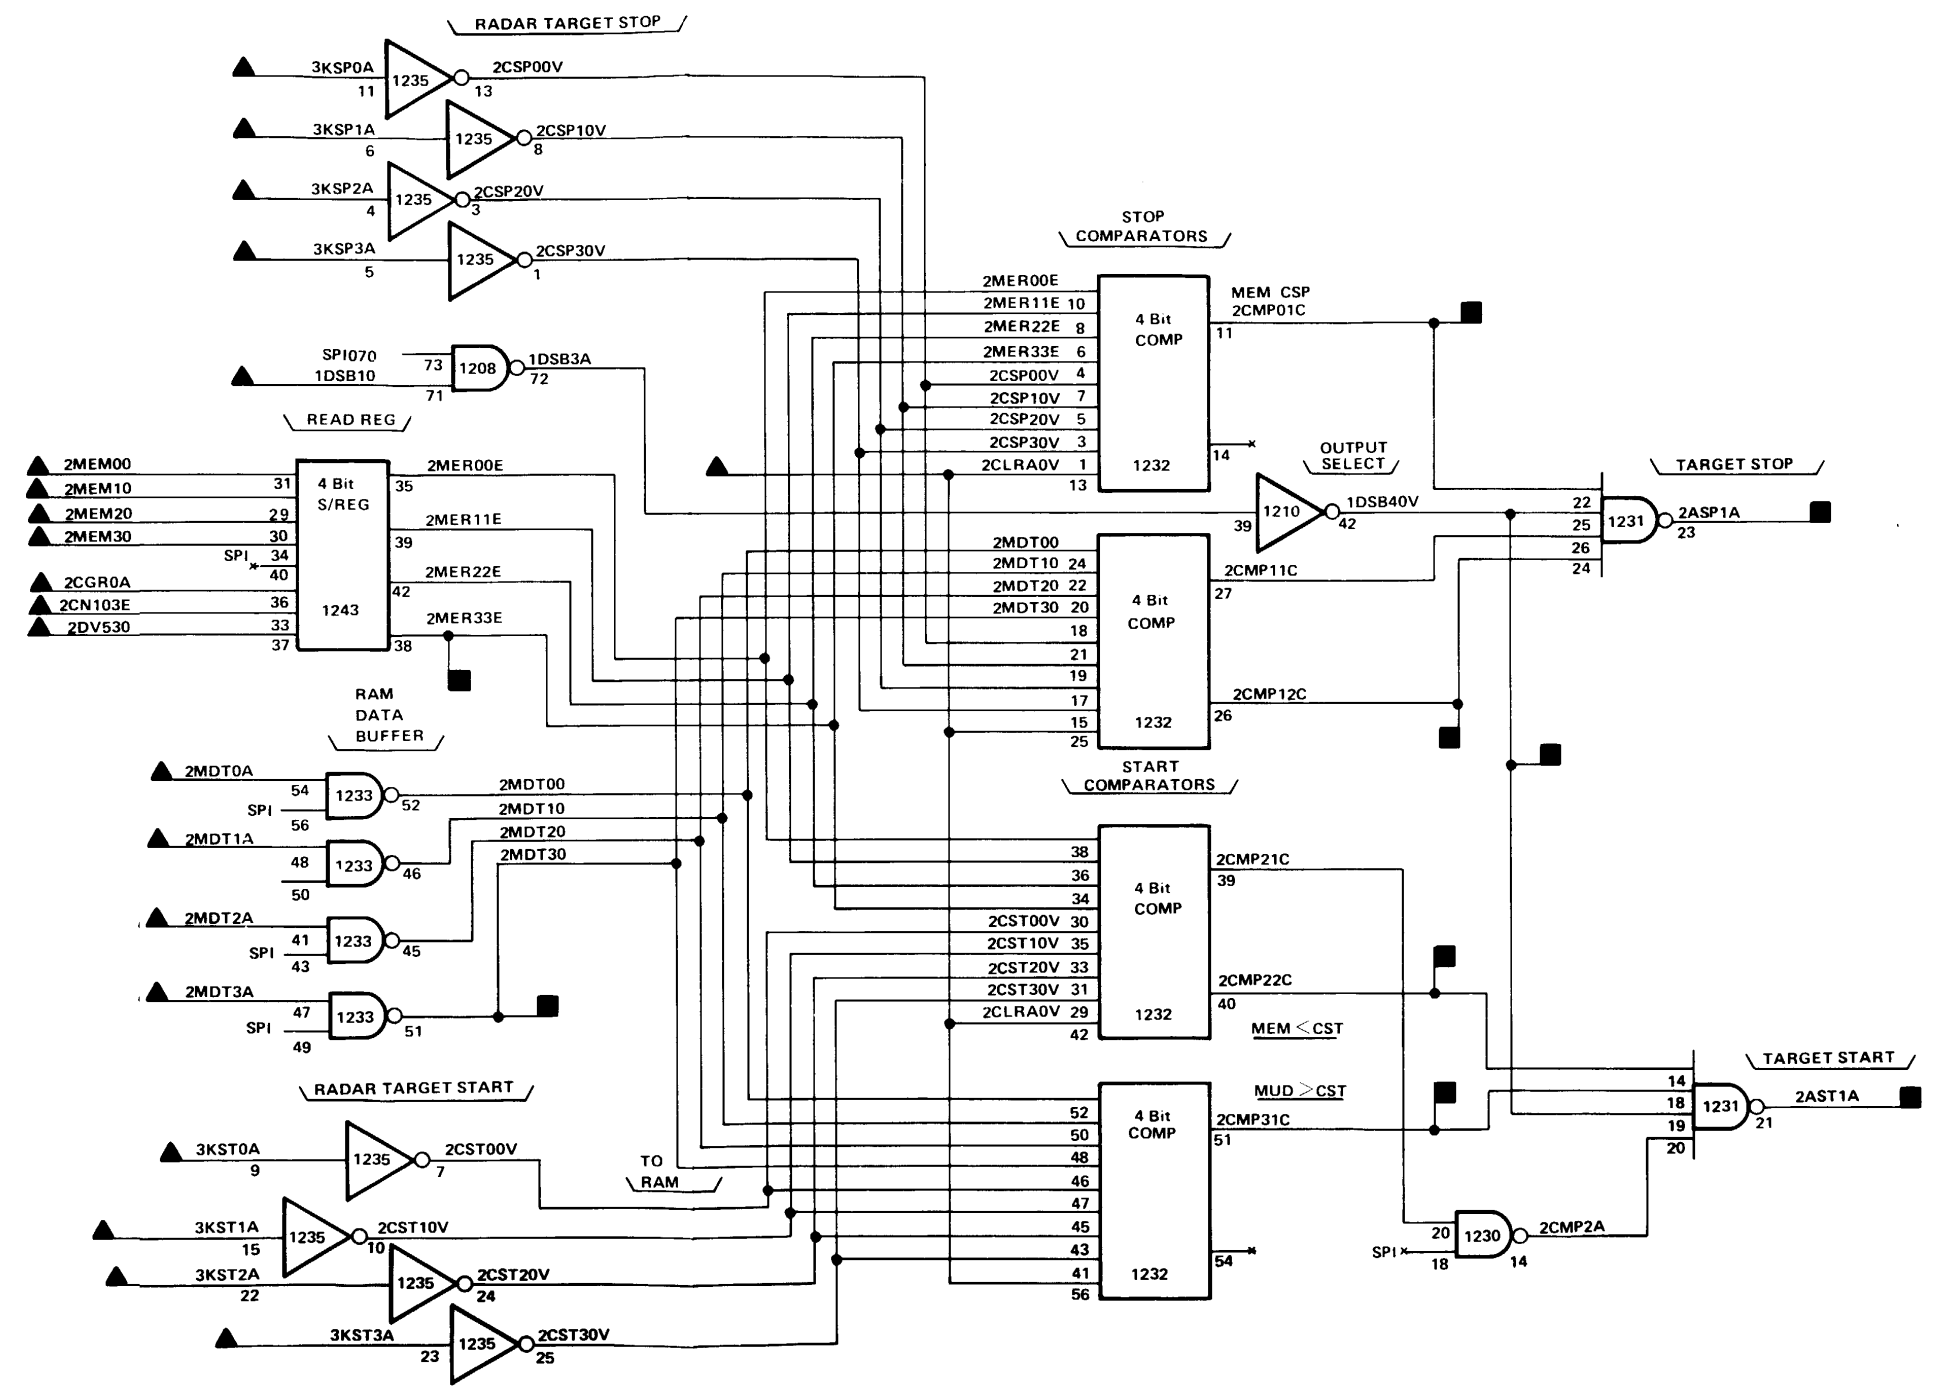 RADAR TARGET STOP
3KSP0A
11
1235
2CSP00V
13
3KSP1A
6
1235
2CSP10V
8
3KSP2A
4
1235
2CSP20V
3
3KSP3A
5
1235
2CSP30V
1
SPI070
73
1DSB10
71
1208
1DSB3A
72
READ REG
2MEM00
31
2MEM10
29
2MEM20
30
2MEM30
34
SPI
40
2CGR0A
36
2CN103E
33
2DV530
37
4 Bit
S/REG
1243
2MER00E
35
2MER11E
39
2MER22E
42
2MER33E
38
RAM
DATA
BUFFER
2MDT0A
54
SPI
56
1233
52
2MDT00
2MDT1A
48
50
1233
46
2MDT10
2MDT2A
41
SPI
43
1233
45
2MDT20
2MDT3A
47
SPI
49
1233
51
2MDT30
RADAR TARGET START
3KST0A
9
1235
2CST00V
7
3KST1A
15
1235
2CST10V
10
3KST2A
22
1235
2CST20V
24
3KST3A
23
1235
2CST30V
25
TO
RAM
STOP
COMPARATORS
2MER00E
2MER11E 10
2MER22E 8
2MER33E 6
2CSP00V 4
2CSP10V 7
2CSP20V 5
2CSP30V 3
2CLRA0V 1
13
4 Bit
COMP
1232
MEM CSP
2CMP01C
11
14
2MDT00
2MDT10 24
2MDT20 22
2MDT30 20
18
21
19
17
15
25
4 Bit
COMP
1232
2CMP11C
27
2CMP12C
26
OUTPUT
SELECT
39
1210
1DSB40V
42
TARGET STOP
22
25
26
24
1231
2ASP1A
23
START
COMPARATORS
38
36
34
2CST00V 30
2CST10V 35
2CST20V 33
2CST30V 31
2CLRA0V 29
42
4 Bit
COMP
1232
2CMP21C
39
2CMP22C
40
MEM < CST
MUD > CST
52
50
48
46
47
45
43
41
56
4 Bit
COMP
1232
2CMP31C
51
54
TARGET START
14
18
19
20
1231
2AST1A
21
20
SPI
18
1230
2CMP2A
14